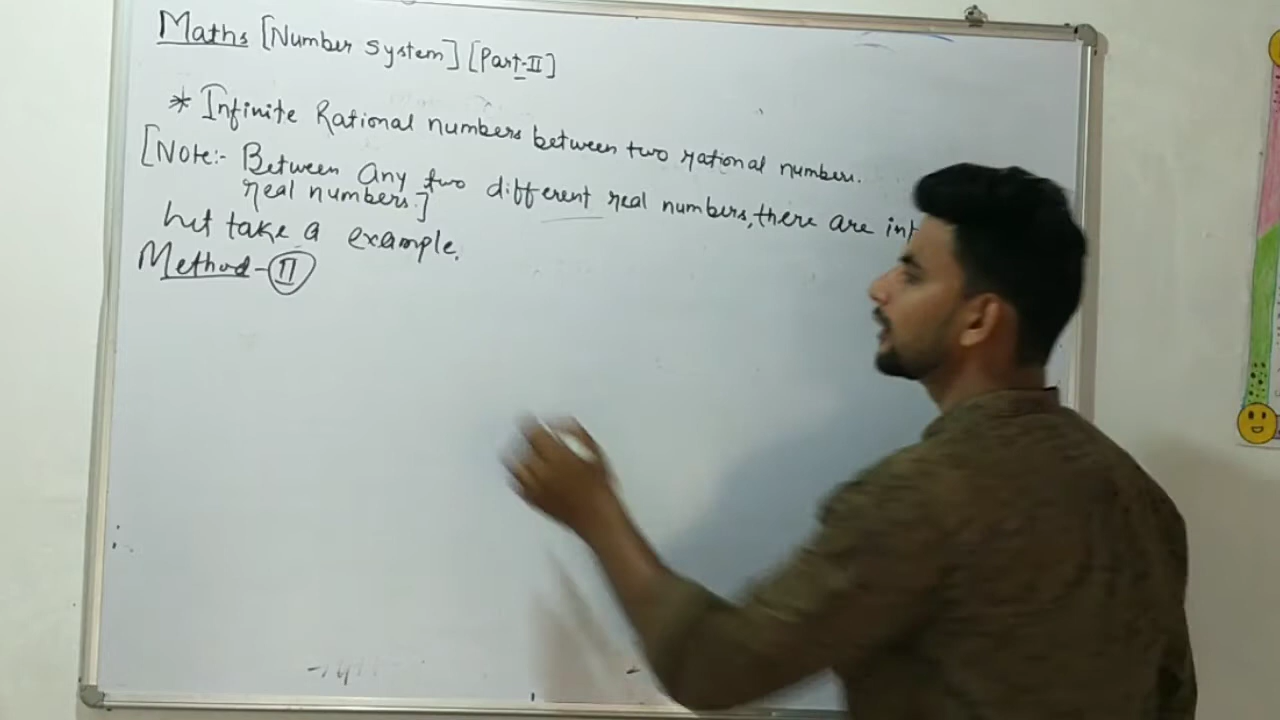 Maths [Number System] [Part-II]
* Infinite Rational numbers between two rational numbers.
[Note:- Between any two different real numbers, there are inf
real numbers.]
let take a example.
Method-II